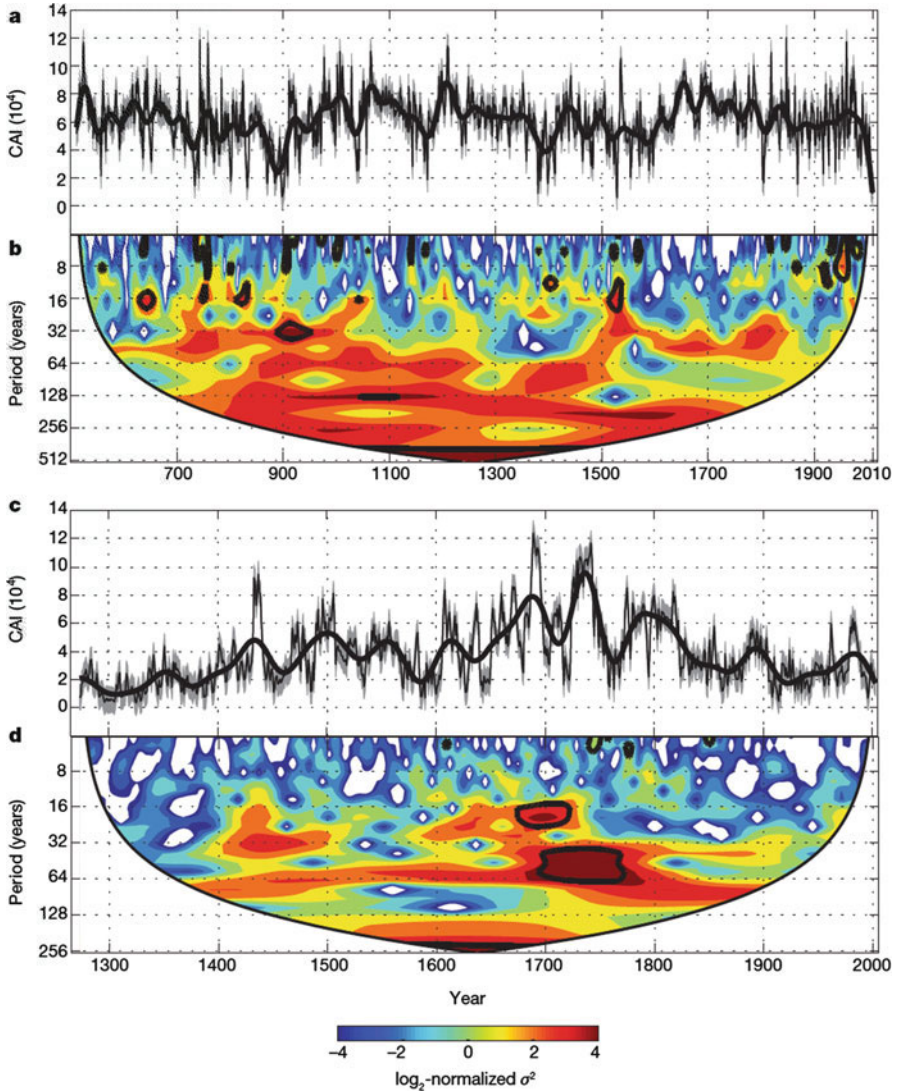 a
14
12
10
8
6
4
2
0
CAI (10⁴)
b
8
16
32
64
128
256
512
Period (years)
700 900 1100 1300 1500 1700 1900 2010
c
14
12
10
8
6
4
2
0
CAI (10⁴)
d
8
16
32
64
128
256
Period (years)
1300 1400 1500 1600 1700 1800 1900 2000
Year
−4 −2 0 2 4
log₂-normalized σ²